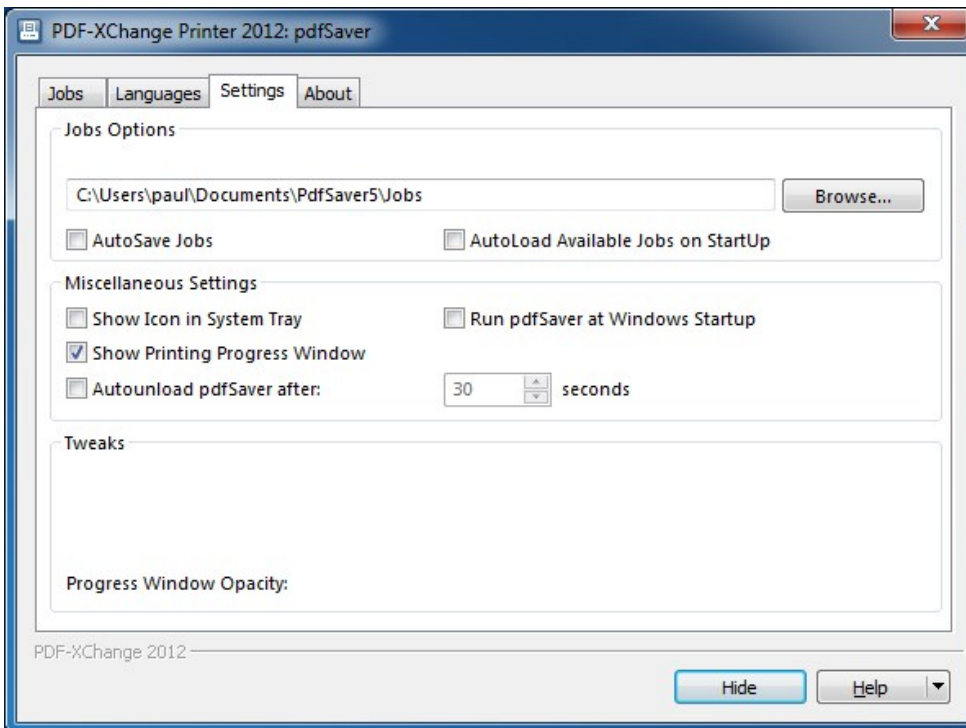 PDF-XChange Printer 2012: pdfSaver
Jobs Languages Settings About
Jobs Options
C:\Users\paul\Documents\PdfSaver5\Jobs Browse...
AutoSave Jobs AutoLoad Available Jobs on StartUp
Miscellaneous Settings
Show Icon in System Tray Run pdfSaver at Windows Startup
Show Printing Progress Window
Autounload pdfSaver after: 30 seconds
Tweaks
Progress Window Opacity:
PDF-XChange 2012
Hide Help